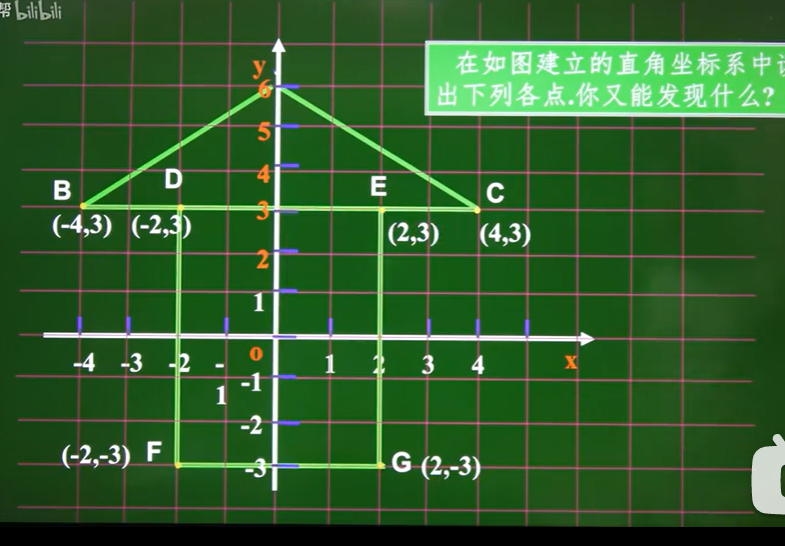 帮 bilibili
在如图建立的直角坐标系中
出下列各点.你又能发现什么?
y
6
5
4
B
D
E
C
3
(-4,3)
(-2,3)
(2,3)
(4,3)
2
1
o
-4
-3
-2
-1
1
2
3
4
x
-1
-2
(-2,-3)
F
-3
G
(2,-3)